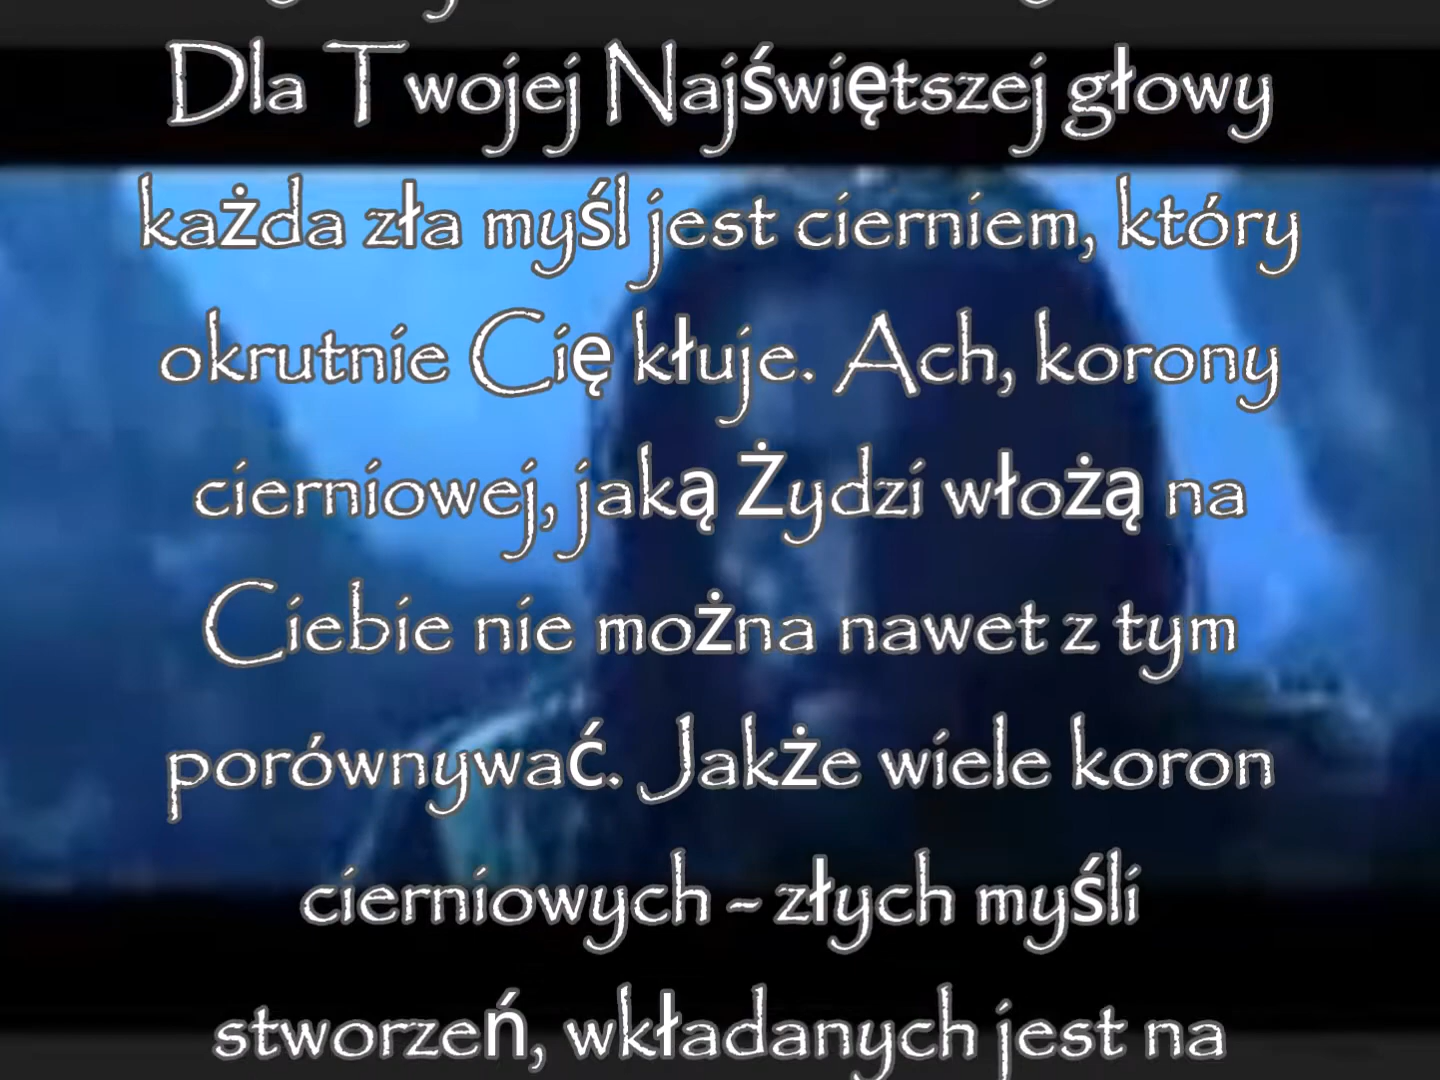 Dla Twojej Najświętszej głowy
każda zła myśl jest cierniem, który
okrutnie Cię kłuje. Ach, korony
cierniowej, jaką Żydzi włożą na
Ciebie nie można nawet z tym
porównywać. Jakże wiele koron
cierniowych - złych myśli
stworzeń, wkładanych jest na